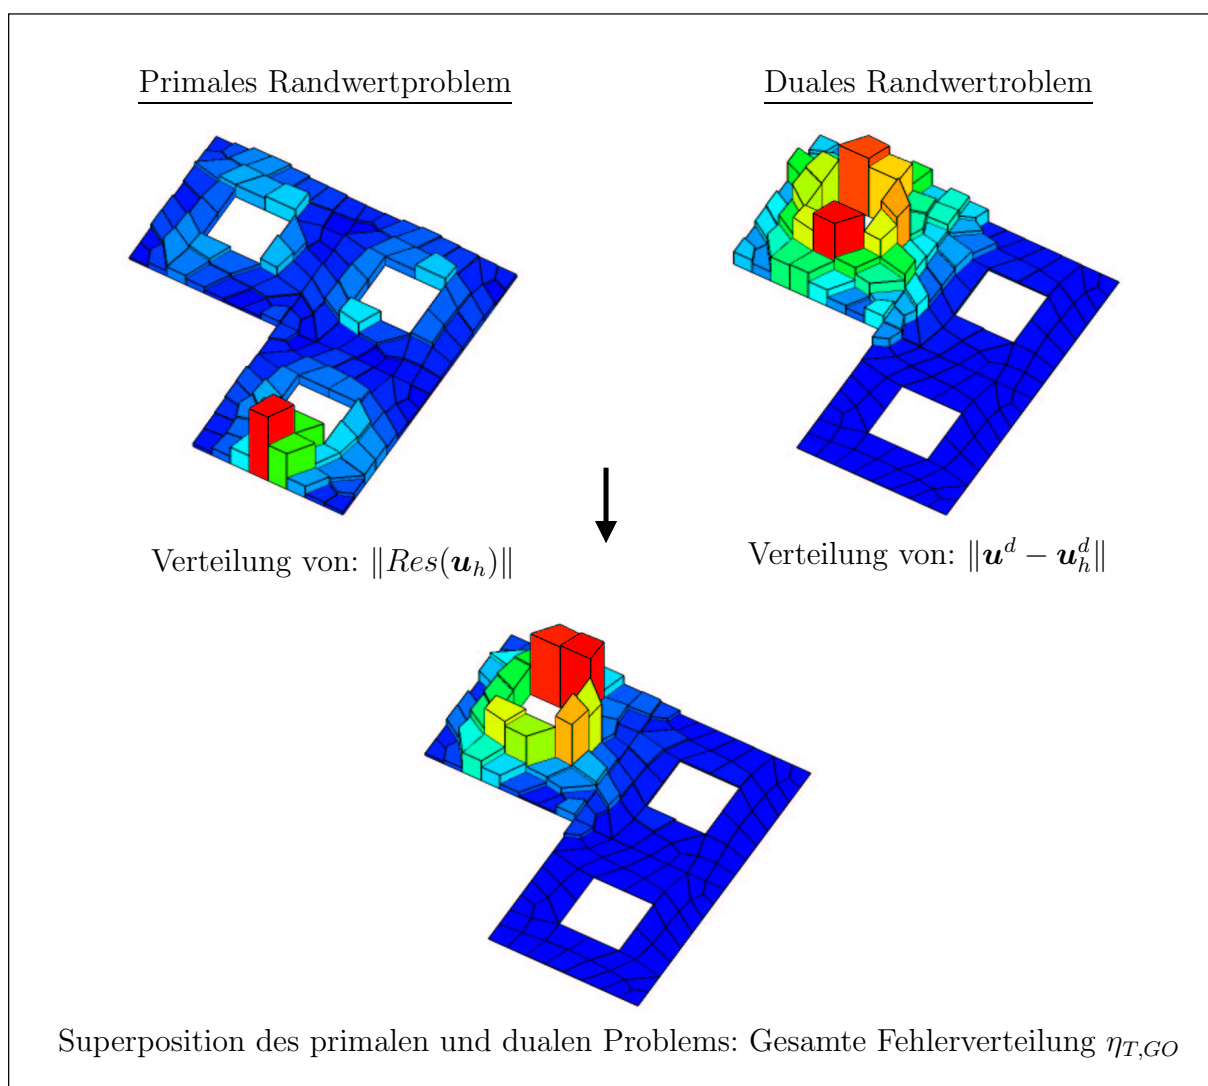 Primales Randwertproblem
Duales Randwertroblem
Verteilung von: ‖Res(𝒖_h)‖
Verteilung von: ‖𝒖^d − 𝒖_h^d‖
Superposition des primalen und dualen Problems: Gesamte Fehlerverteilung η_{T,GO}